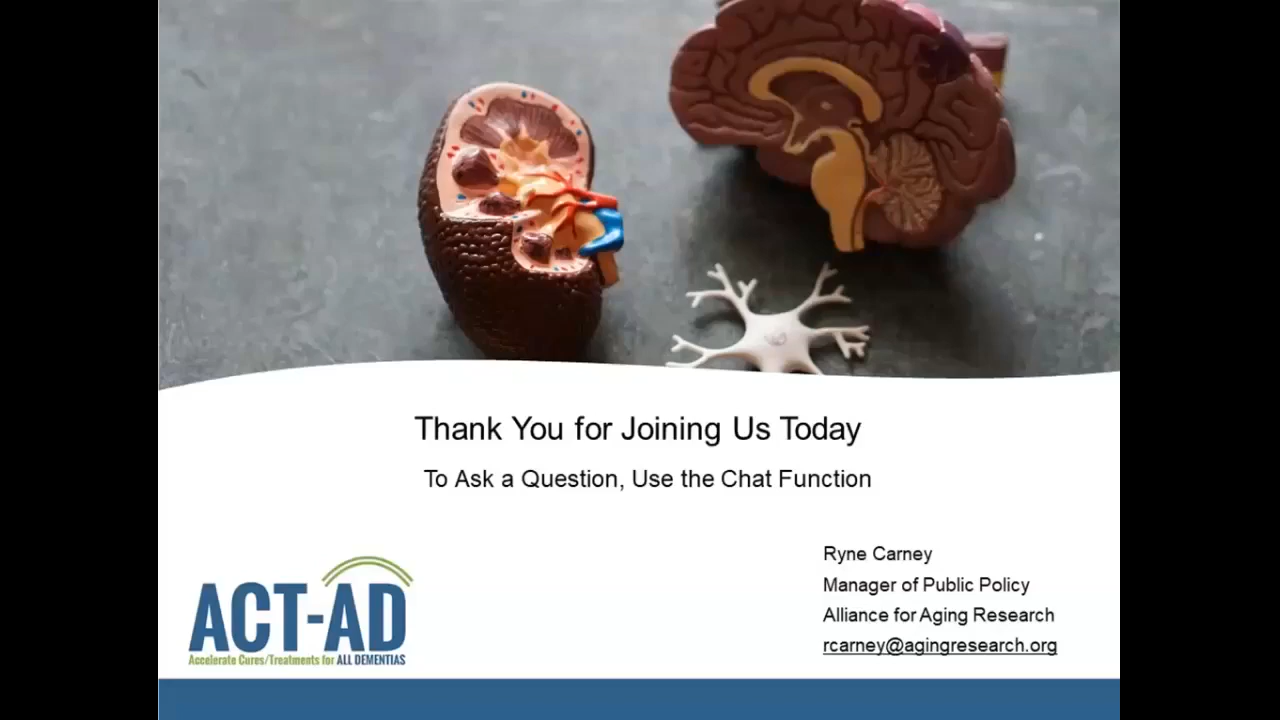 Thank You for Joining Us Today
To Ask a Question, Use the Chat Function
Ryne Carney
Manager of Public Policy
Alliance for Aging Research
rcarney@agingresearch.org
ACT-AD
Accelerate Cures/Treatments for ALL DEMENTIAS